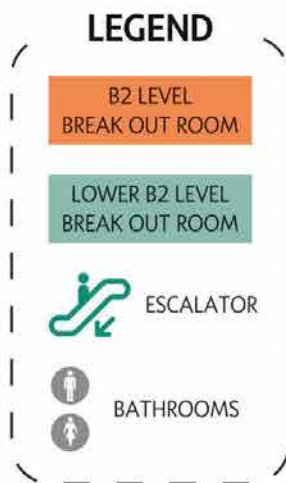 LEGEND
B2 LEVEL
BREAK OUT ROOM
LOWER B2 LEVEL
BREAK OUT ROOM
ESCALATOR
BATHROOMS